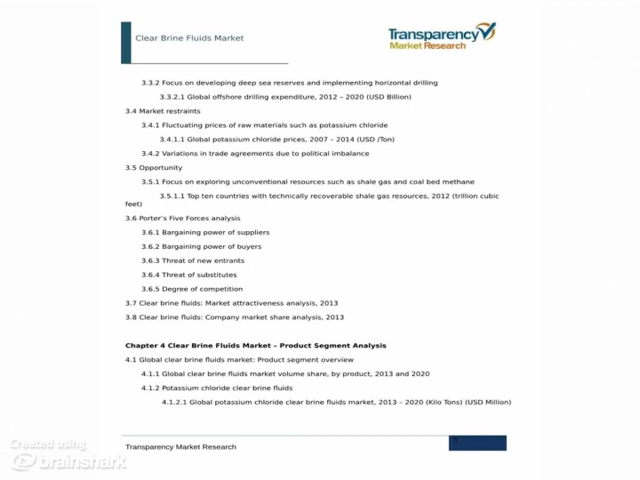 Clear Brine Fluids Market
Transparency
Market Research
3.3.2 Focus on developing deep sea reserves and implementing horizontal drilling
3.3.2.1 Global offshore drilling expenditure, 2012 – 2020 (USD Billion)
3.4 Market restraints
3.4.1 Fluctuating prices of raw materials such as potassium chloride
3.4.1.1 Global potassium chloride prices, 2007 – 2014 (USD /Ton)
3.4.2 Variations in trade agreements due to political imbalance
3.5 Opportunity
3.5.1 Focus on exploring unconventional resources such as shale gas and coal bed methane
3.5.1.1 Top ten countries with technically recoverable shale gas resources, 2012 (trillion cubic
feet)
3.6 Porter's Five Forces analysis
3.6.1 Bargaining power of suppliers
3.6.2 Bargaining power of buyers
3.6.3 Threat of new entrants
3.6.4 Threat of substitutes
3.6.5 Degree of competition
3.7 Clear brine fluids: Market attractiveness analysis, 2013
3.8 Clear brine fluids: Company market share analysis, 2013
Chapter 4 Clear Brine Fluids Market – Product Segment Analysis
4.1 Global clear brine fluids market: Product segment overview
4.1.1 Global clear brine fluids market volume share, by product, 2013 and 2020
4.1.2 Potassium chloride clear brine fluids
4.1.2.1 Global potassium chloride clear brine fluids market, 2013 – 2020 (Kilo Tons) (USD Million)
Transparency Market Research
Created using
brainshark